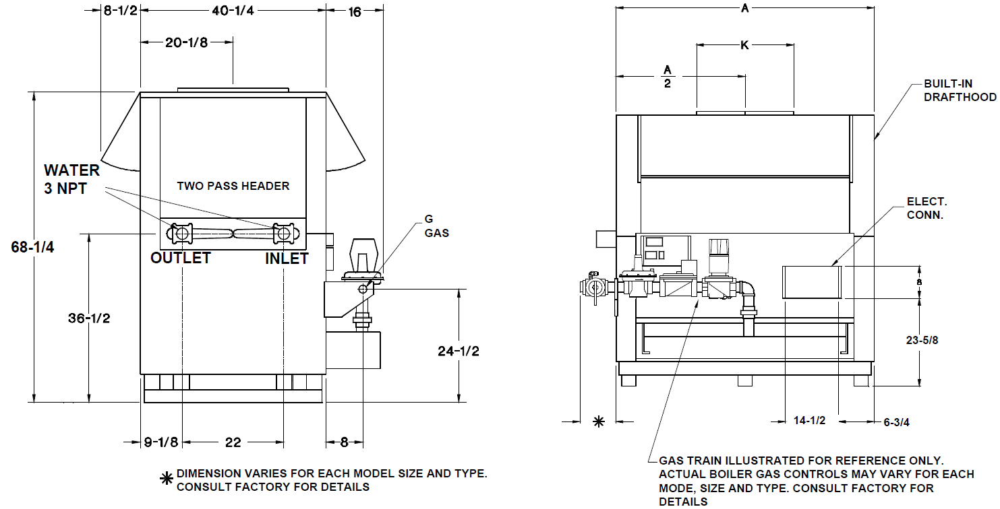 8-1/2
40-1/4
16
20-1/8
WATER
3 NPT
TWO PASS HEADER
G
GAS
68-1/4
OUTLET
INLET
36-1/2
24-1/2
9-1/8
22
8
✳ DIMENSION VARIES FOR EACH MODEL SIZE AND TYPE.
CONSULT FACTORY FOR DETAILS
A
K
A
2
BUILT-IN
DRAFTHOOD
ELECT.
CONN.
8
23-5/8
✳
14-1/2
6-3/4
GAS TRAIN ILLUSTRATED FOR REFERENCE ONLY.
ACTUAL BOILER GAS CONTROLS MAY VARY FOR EACH
MODE, SIZE AND TYPE. CONSULT FACTORY FOR
DETAILS